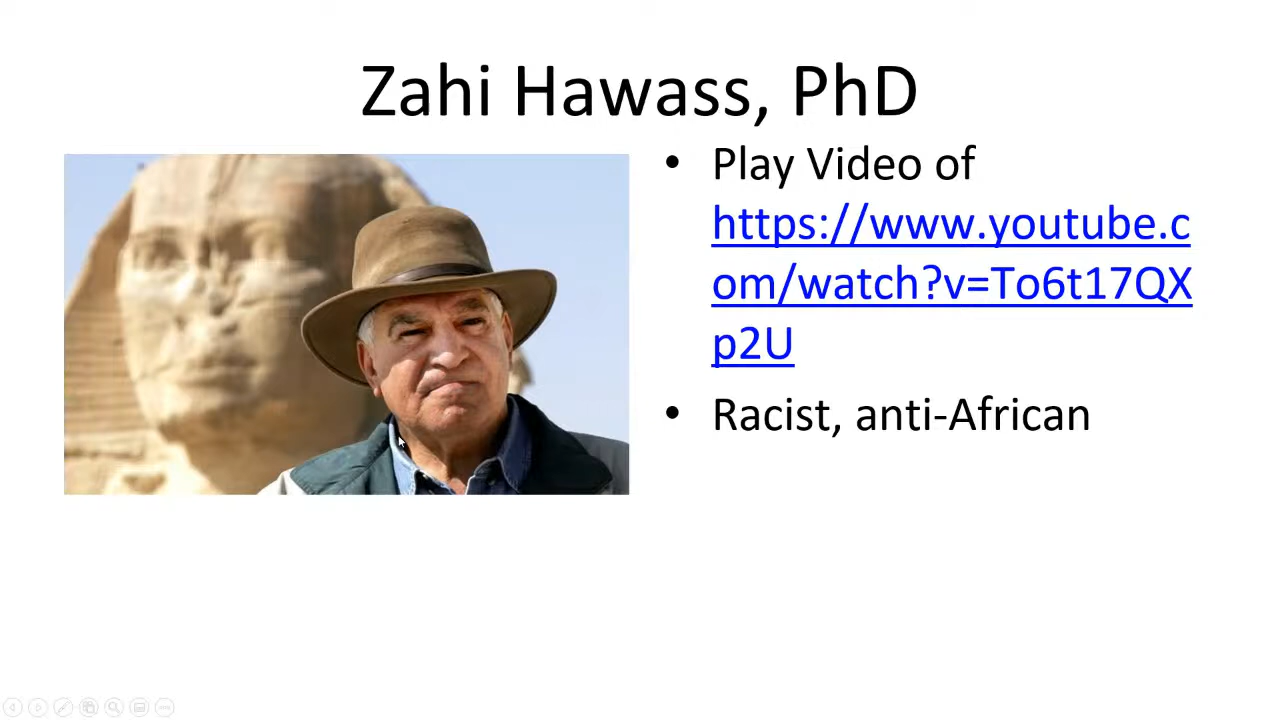 Zahi Hawass, PhD
• Play Video of
https://www.youtube.c
om/watch?v=To6t17QX
p2U
• Racist, anti-African